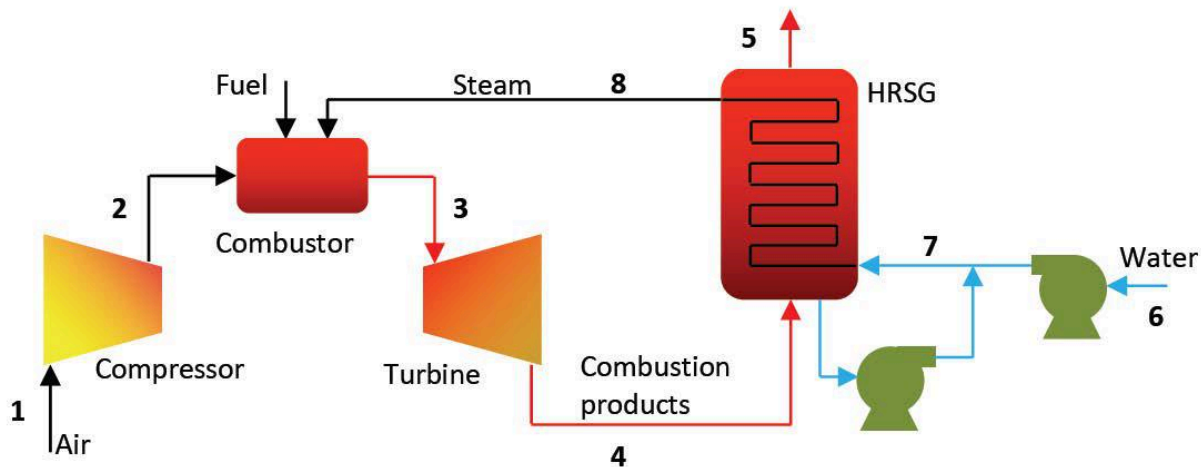 5
Fuel
Steam
8
HRSG
2
3
Combustor
7
Water
6
Compressor
Turbine
Combustion
products
1
Air
4